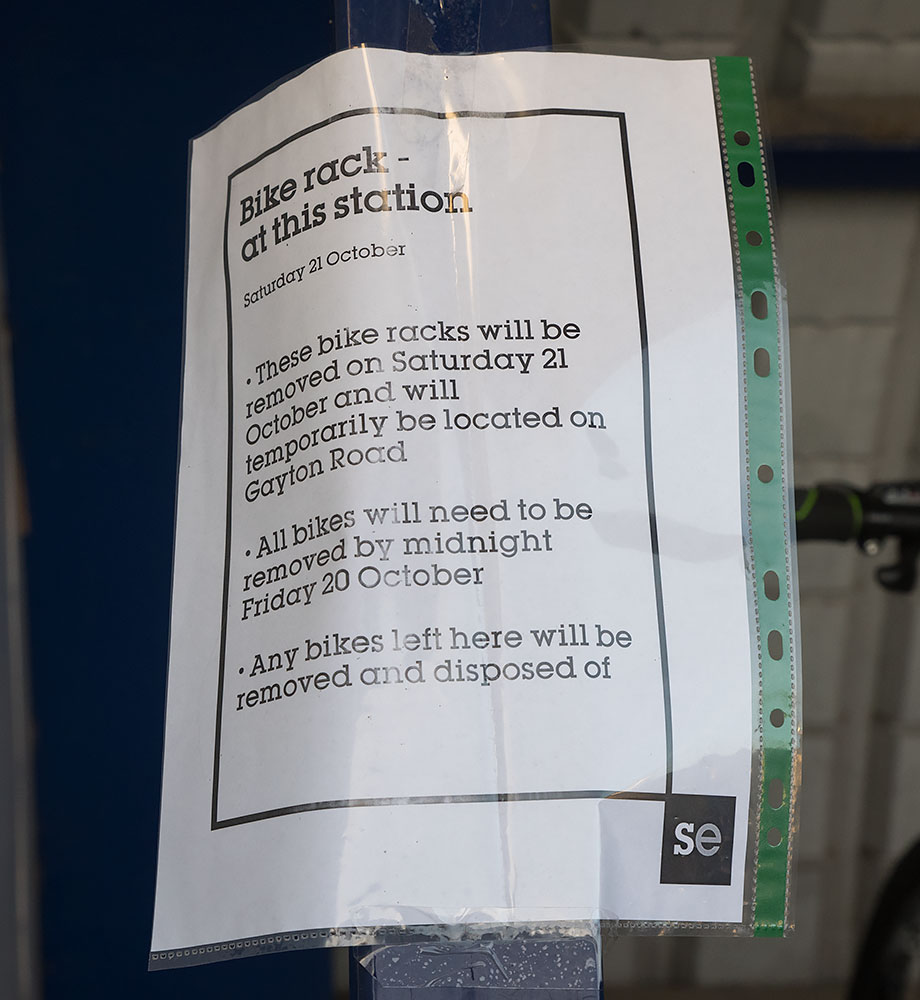 Bike rack -
at this station
Saturday 21 October
• These bike racks will be
removed on Saturday 21
October and will
temporarily be located on
Gayton Road
• All bikes will need to be
removed by midnight
Friday 20 October
• Any bikes left here will be
removed and disposed of
se